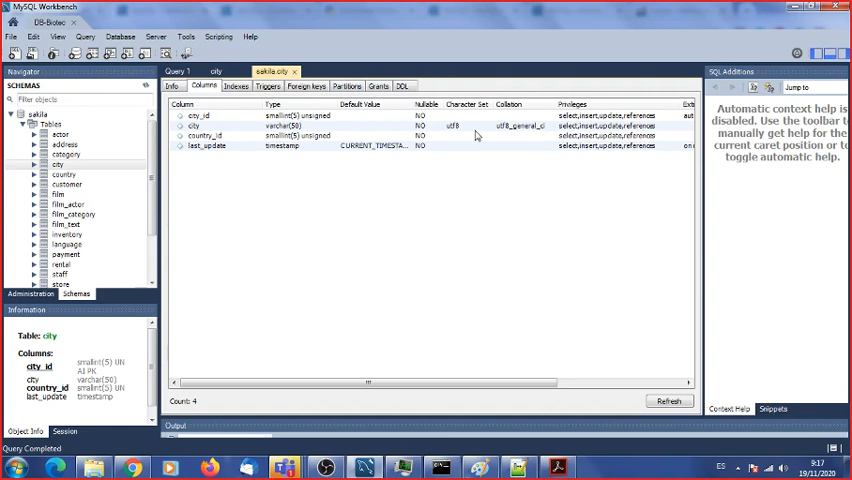 MySQL Workbench
DB-Biotec
File Edit View Query Database Server Tools Scripting Help
Navigator
SCHEMAS
Filter objects
sakila
Tables
actor
address
category
city
country
customer
film
film_actor
film_category
film_text
inventory
language
payment
rental
staff
store
Administration Schemas
Information
Table: city
Columns:
city_id smallint(5) UN
AI PK
city varchar(50)
country_id smallint(5) UN
last_update timestamp
Object Info Session
Query Completed
Query 1 city sakila.city
Info Columns Indexes Triggers Foreign keys Partitions Grants DDL
Column Type Default Value Nullable Character Set Collation Privileges Extr
city_id smallint(5) unsigned NO select,insert,update,references aut
city varchar(50) NO utf8 utf8_general_ci select,insert,update,references
country_id smallint(5) unsigned NO select,insert,update,references
last_update timestamp CURRENT_TIMESTA... NO select,insert,update,references on
Count: 4
Refresh
Output
SQL Additions
Jump to
Automatic context help is
disabled. Use the toolbar to
manually get help for the
current caret position or to
toggle automatic help.
Context Help Snippets
ES
9:17
19/11/2020